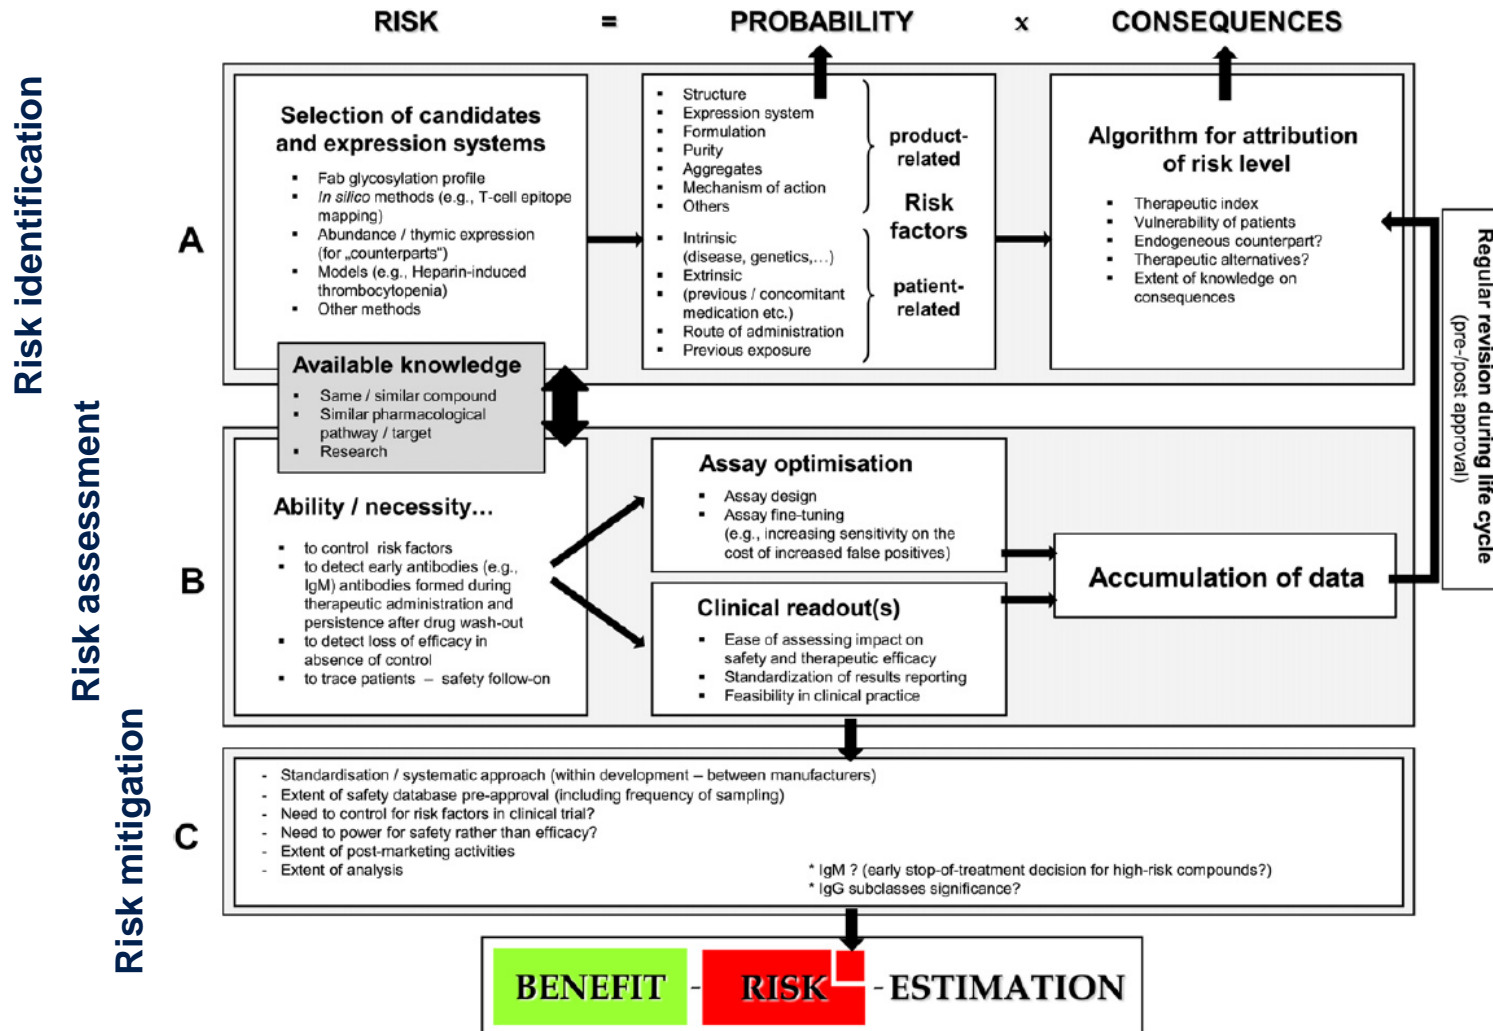 RISK = PROBABILITY x CONSEQUENCES
Risk identification
A
Selection of candidates
and expression systems
▪ Fab glycosylation profile
▪ In silico methods (e.g., T-cell epitope
mapping)
▪ Abundance / thymic expression
(for „counterparts“)
▪ Models (e.g., Heparin-induced
thrombocytopenia)
▪ Other methods
▪ Structure
▪ Expression system
▪ Formulation
▪ Purity
▪ Aggregates
▪ Mechanism of action
▪ Others
product-
related
Risk
factors
▪ Intrinsic
(disease, genetics,...)
▪ Extrinsic
▪ (previous / concomitant
medication etc.)
▪ Route of administration
▪ Previous exposure
patient-
related
Algorithm for attribution
of risk level
▪ Therapeutic index
▪ Vulnerability of patients
▪ Endogeneous counterpart?
▪ Therapeutic alternatives?
▪ Extent of knowledge on
consequences
Regular revision during life cycle
(pre-/post approval)
Available knowledge
▪ Same / similar compound
▪ Similar pharmacological
pathway / target
▪ Research
Risk assessment
B
Ability / necessity...
▪ to control risk factors
▪ to detect early antibodies (e.g.,
IgM) antibodies formed during
therapeutic administration and
persistence after drug wash-out
▪ to detect loss of efficacy in
absence of control
▪ to trace patients – safety follow-on
Assay optimisation
▪ Assay design
▪ Assay fine-tuning
(e.g., increasing sensitivity on the
cost of increased false positives)
Clinical readout(s)
▪ Ease of assessing impact on
safety and therapeutic efficacy
▪ Standardization of results reporting
▪ Feasibility in clinical practice
Accumulation of data
Risk mitigation
C
- Standardisation / systematic approach (within development – between manufacturers)
- Extent of safety database pre-approval (including frequency of sampling)
- Need to control for risk factors in clinical trial?
- Need to power for safety rather than efficacy?
- Extent of post-marketing activities
- Extent of analysis
* IgM ? (early stop-of-treatment decision for high-risk compounds?)
* IgG subclasses significance?
BENEFIT - RISK - ESTIMATION